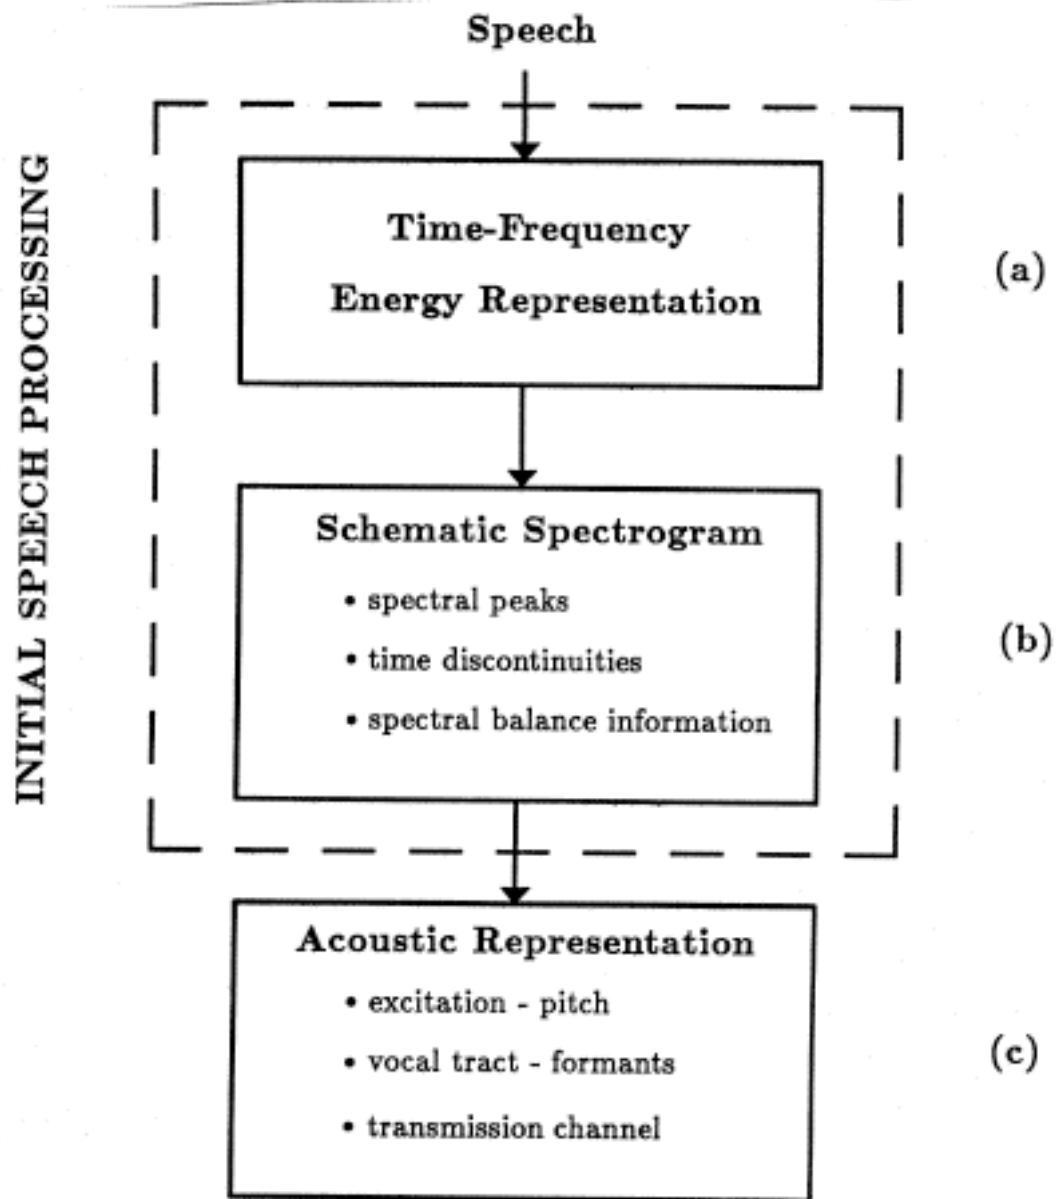 Speech
INITIAL SPEECH PROCESSING
Time-Frequency
Energy Representation
(a)
Schematic Spectrogram
• spectral peaks
• time discontinuities
• spectral balance information
(b)
Acoustic Representation
• excitation - pitch
• vocal tract - formants
• transmission channel
(c)